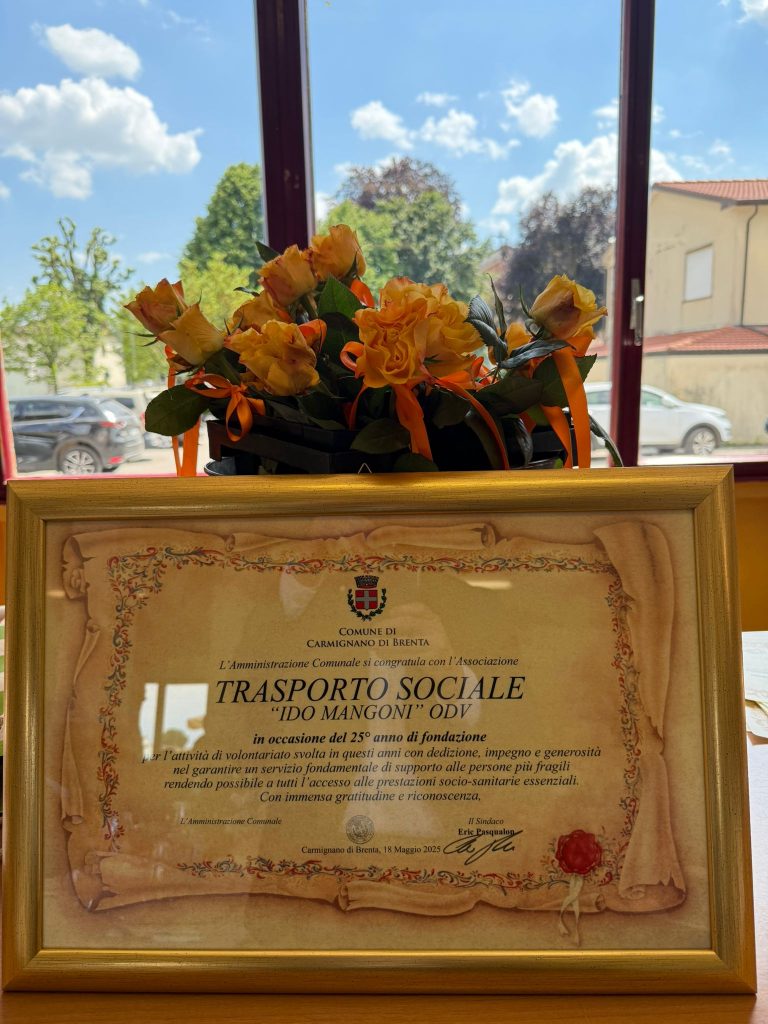 Comune di
Carmignano di Brenta
L'Amministrazione Comunale si congratula con l'Associazione
TRASPORTO SOCIALE
"IDO MANGONI" ODV
in occasione del 25° anno di fondazione
per l'attività di volontariato svolta in questi anni con dedizione, impegno e generosità
nel garantire un servizio fondamentale di supporto alle persone più fragili
rendendo possibile a tutti l'accesso alle prestazioni socio-sanitarie essenziali.
Con immensa gratitudine e riconoscenza,
L'Amministrazione Comunale
Il Sindaco
Eric Pasqualon
Carmignano di Brenta, 18 Maggio 2025